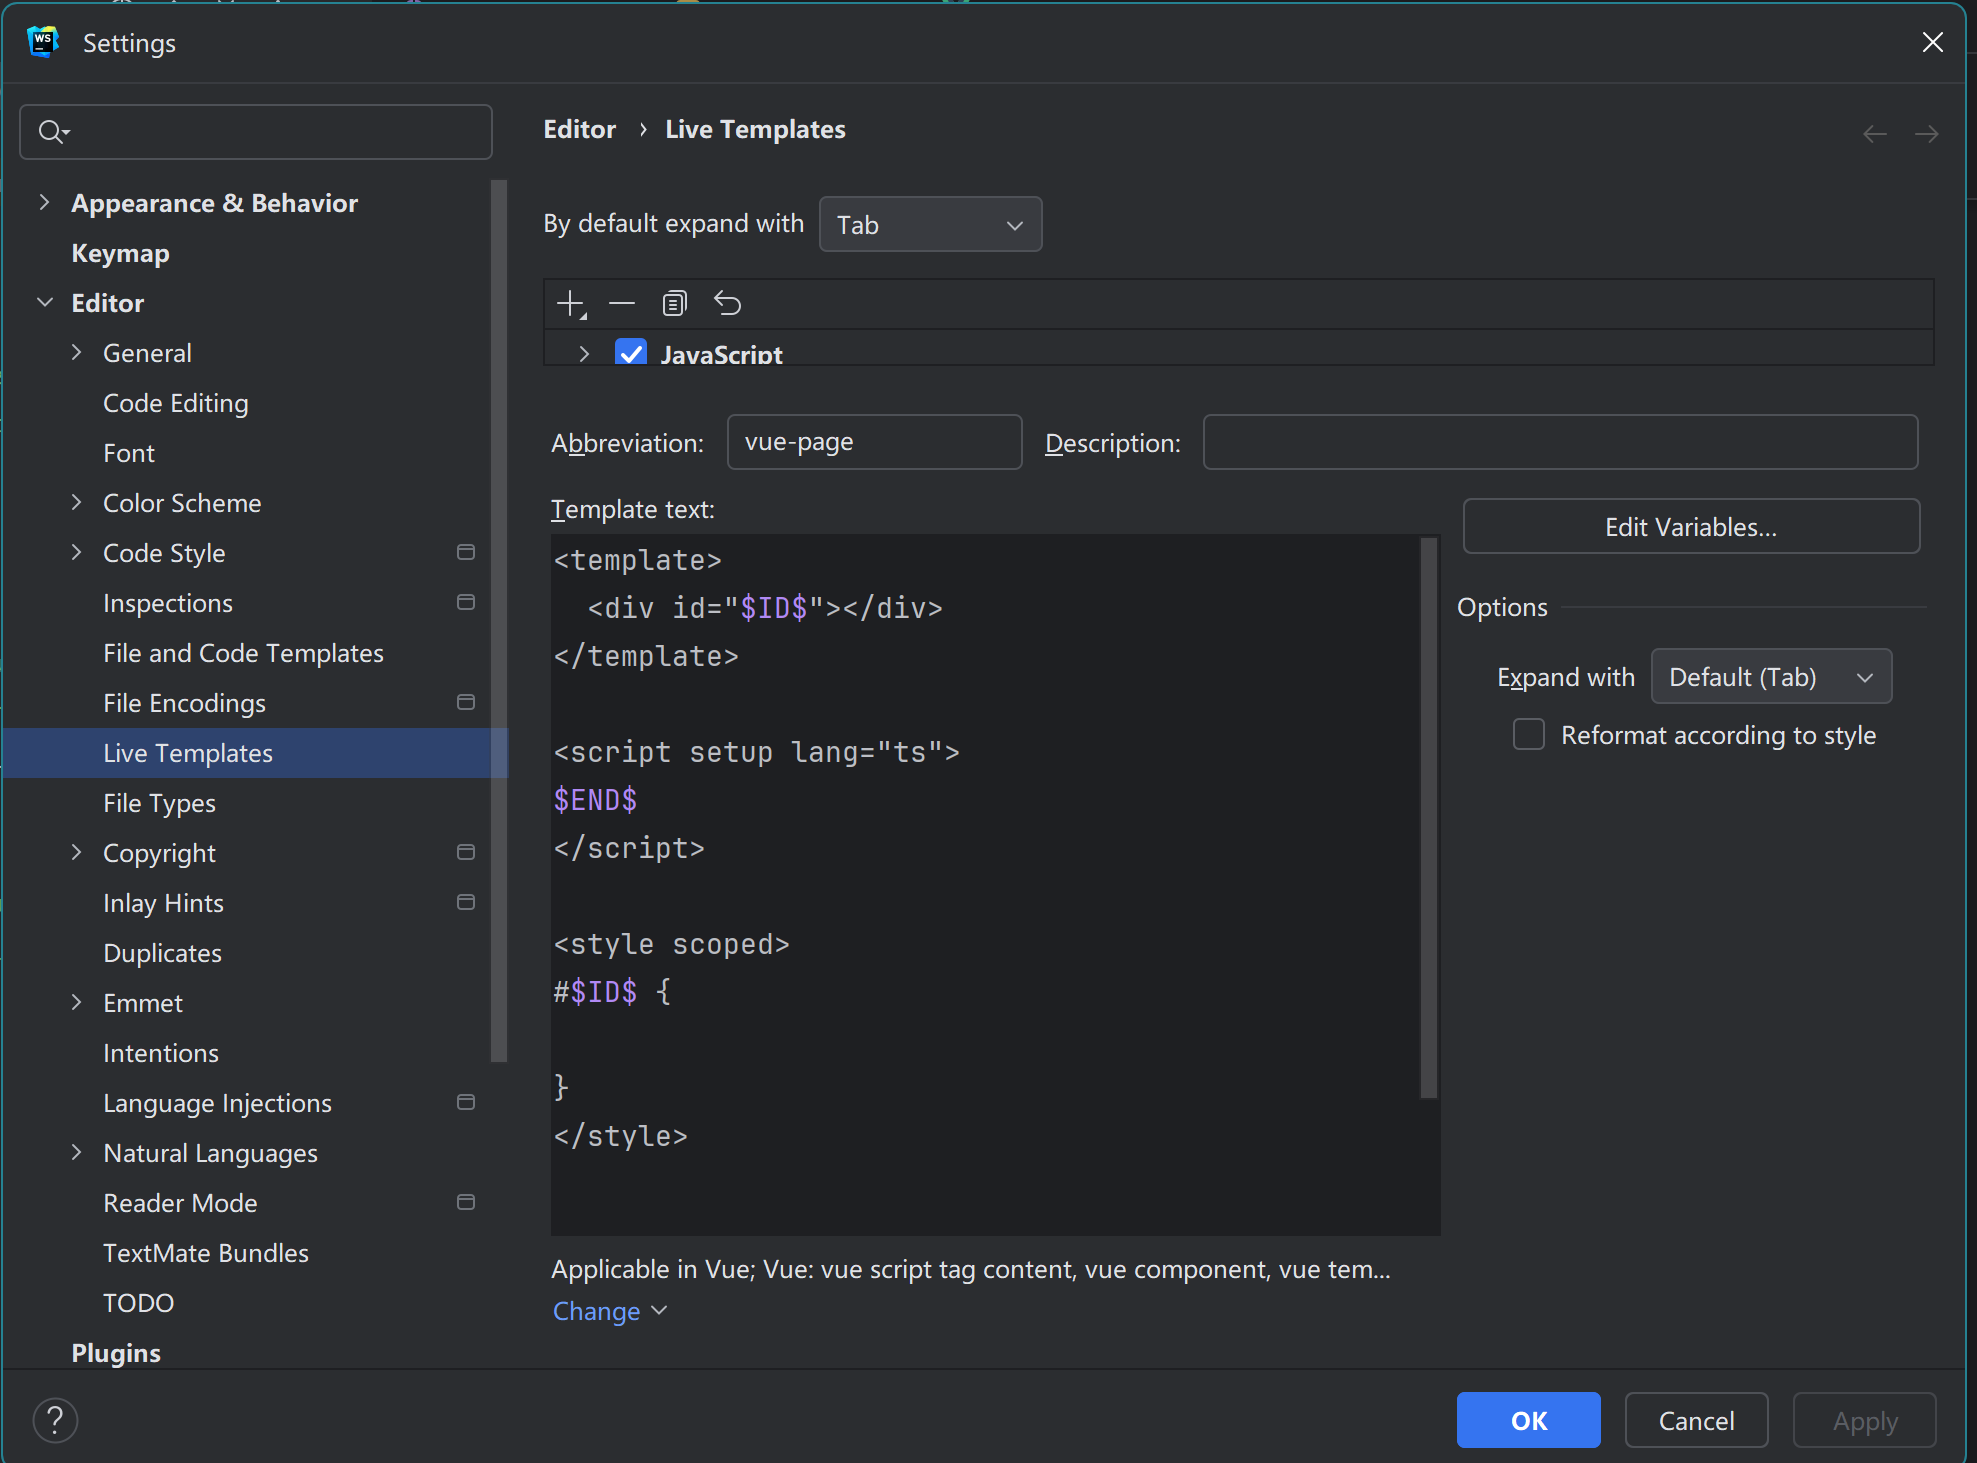 WS
Settings
Appearance & Behavior
Keymap
Editor
General
Code Editing
Font
Color Scheme
Code Style
Inspections
File and Code Templates
File Encodings
Live Templates
File Types
Copyright
Inlay Hints
Duplicates
Emmet
Intentions
Language Injections
Natural Languages
Reader Mode
TextMate Bundles
TODO
Plugins
Editor › Live Templates
By default expand with Tab
JavaScript
Abbreviation: vue-page Description:
Template text:
<template>
  <div id="$ID$"></div>
</template>

<script setup lang="ts">
$END$
</script>

<style scoped>
#$ID$ {

}
</style>
Edit Variables...
Options
Expand with Default (Tab)
Reformat according to style
Applicable in Vue; Vue: vue script tag content, vue component, vue tem...
Change
?
OK Cancel Apply